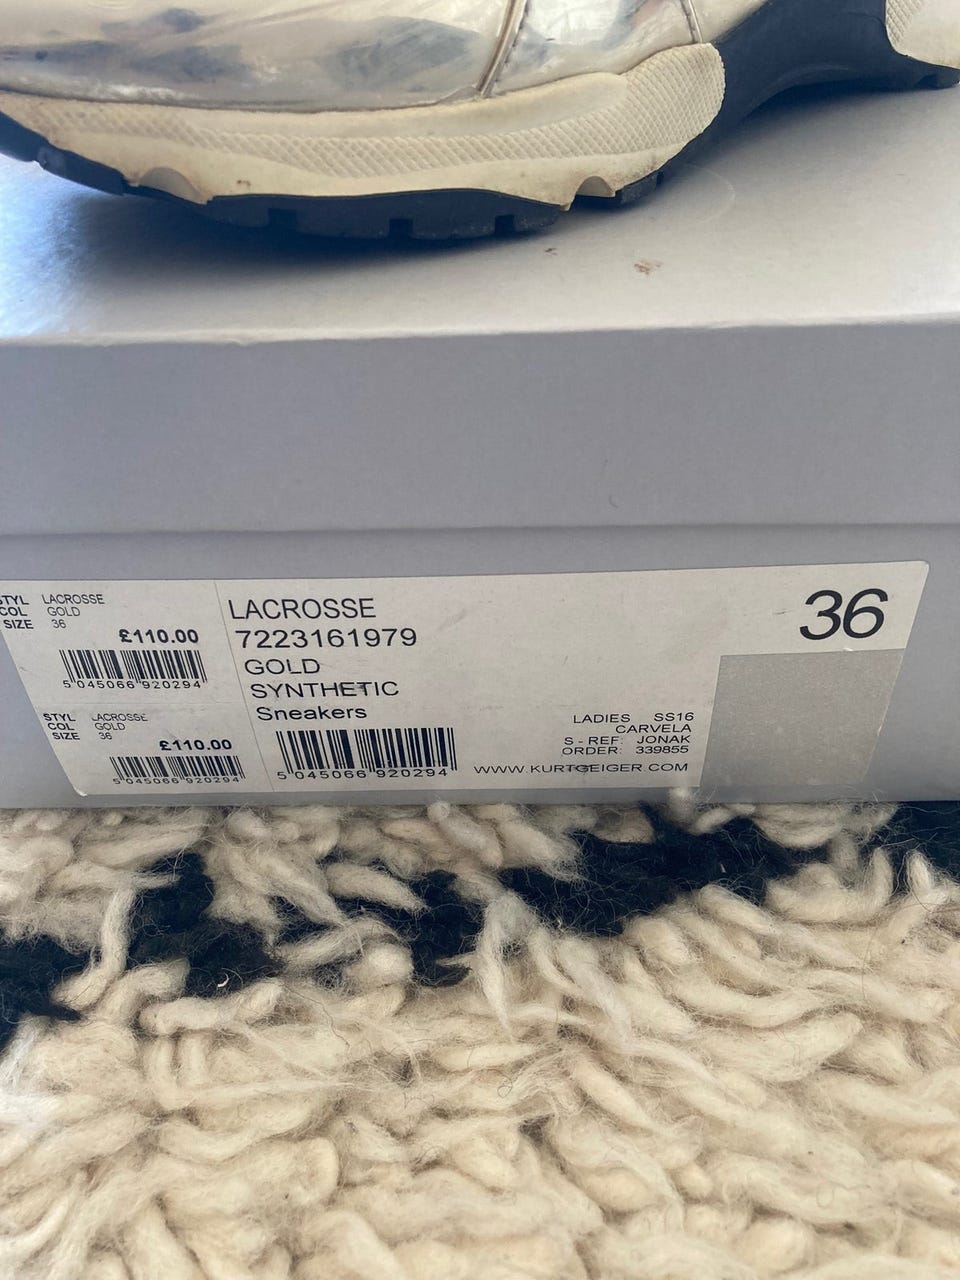 STYL LACROSSE
COL GOLD
SIZE 36
£110.00
5 045066 920294
STYL LACROSSE
COL GOLD
SIZE 36
£110.00
5 045066 920294
LACROSSE
7223161979
GOLD
SYNTHETIC
Sneakers
5 045066 920294
36
LADIES SS16
CARVELA
S - REF: JONAK
ORDER: 339855
WWW.KURTGEIGER.COM